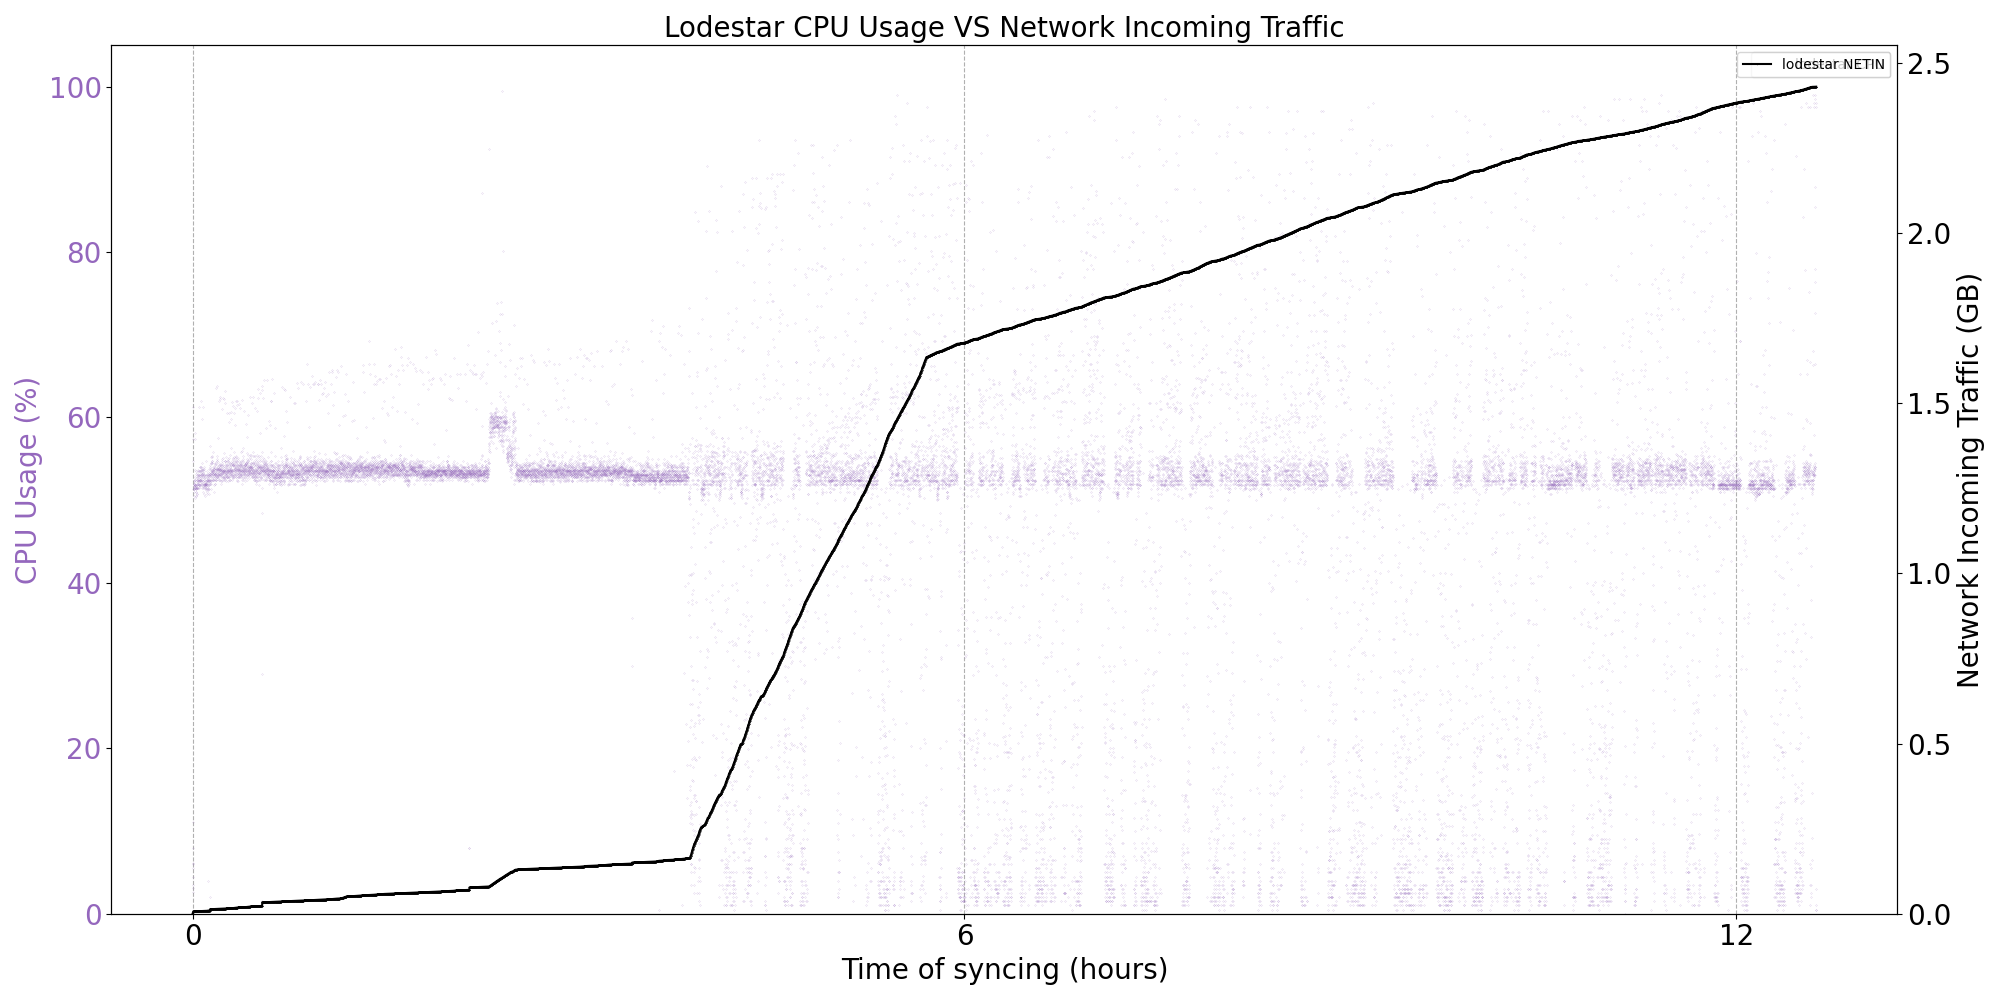 Lodestar CPU Usage VS Network Incoming Traffic
lodestar NETIN
100
80
60
40
20
0
CPU Usage (%)
2.5
2.0
1.5
1.0
0.5
0.0
Network Incoming Traffic (GB)
0 6 12
Time of syncing (hours)